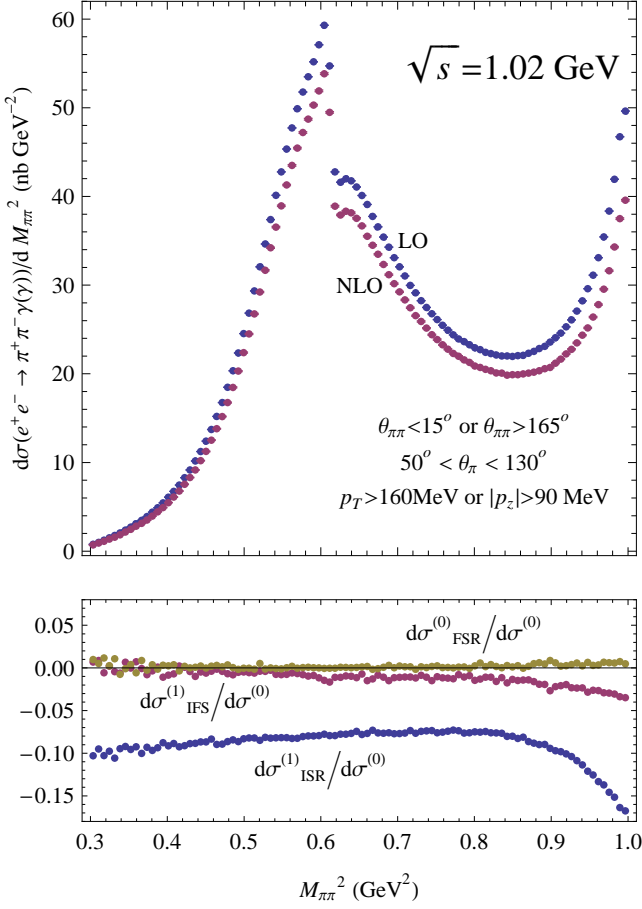 60
50
40
30
20
10
0
dσ(e⁺e⁻ → π⁺π⁻γ(γ))/d M_ππ² (nb GeV⁻²)
√s = 1.02 GeV
LO
NLO
θ_ππ<15° or θ_ππ>165°
50° < θ_π < 130°
p_T>160MeV or |p_z|>90 MeV
0.05
0.00
−0.05
−0.10
−0.15
dσ⁽⁰⁾_FSR/dσ⁽⁰⁾
dσ⁽¹⁾_IFS/dσ⁽⁰⁾
dσ⁽¹⁾_ISR/dσ⁽⁰⁾
0.3 0.4 0.5 0.6 0.7 0.8 0.9 1.0
M_ππ² (GeV²)